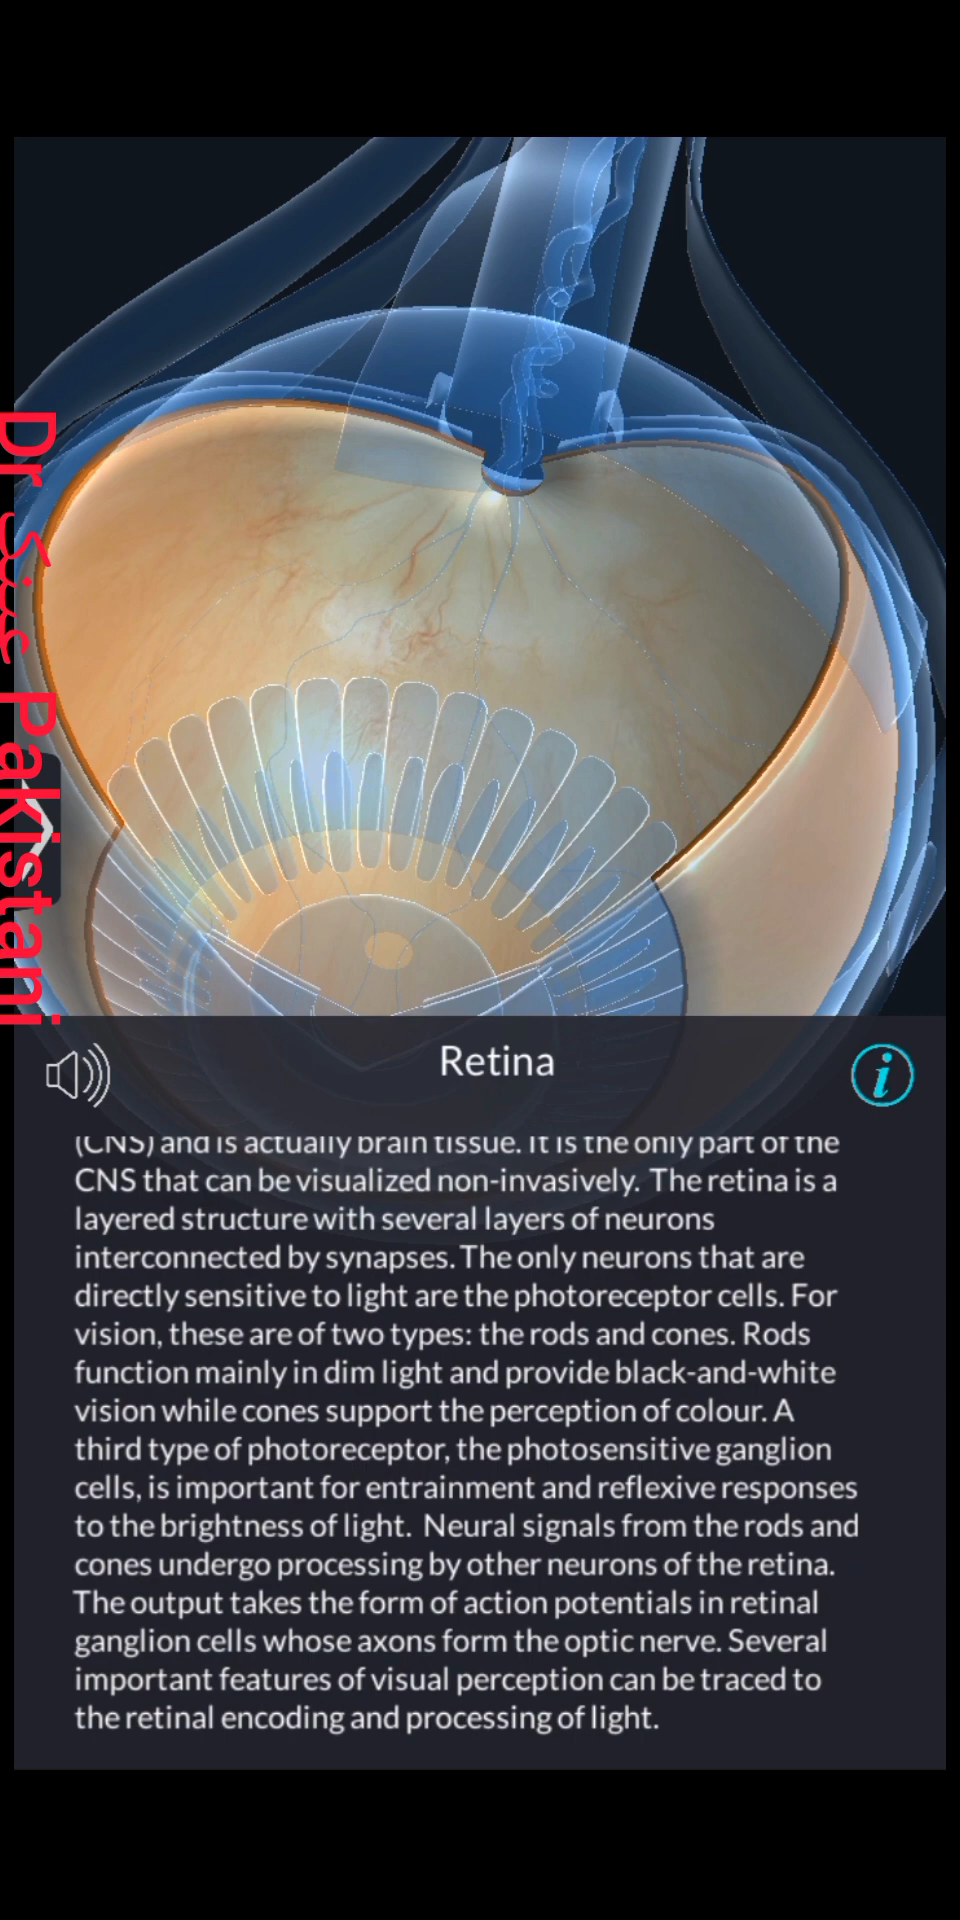 Dr
Pakistani
Retina
i
(CNS) and is actually brain tissue. It is the only part of the
CNS that can be visualized non-invasively. The retina is a
layered structure with several layers of neurons
interconnected by synapses. The only neurons that are
directly sensitive to light are the photoreceptor cells. For
vision, these are of two types: the rods and cones. Rods
function mainly in dim light and provide black-and-white
vision while cones support the perception of colour. A
third type of photoreceptor, the photosensitive ganglion
cells, is important for entrainment and reflexive responses
to the brightness of light. Neural signals from the rods and
cones undergo processing by other neurons of the retina.
The output takes the form of action potentials in retinal
ganglion cells whose axons form the optic nerve. Several
important features of visual perception can be traced to
the retinal encoding and processing of light.